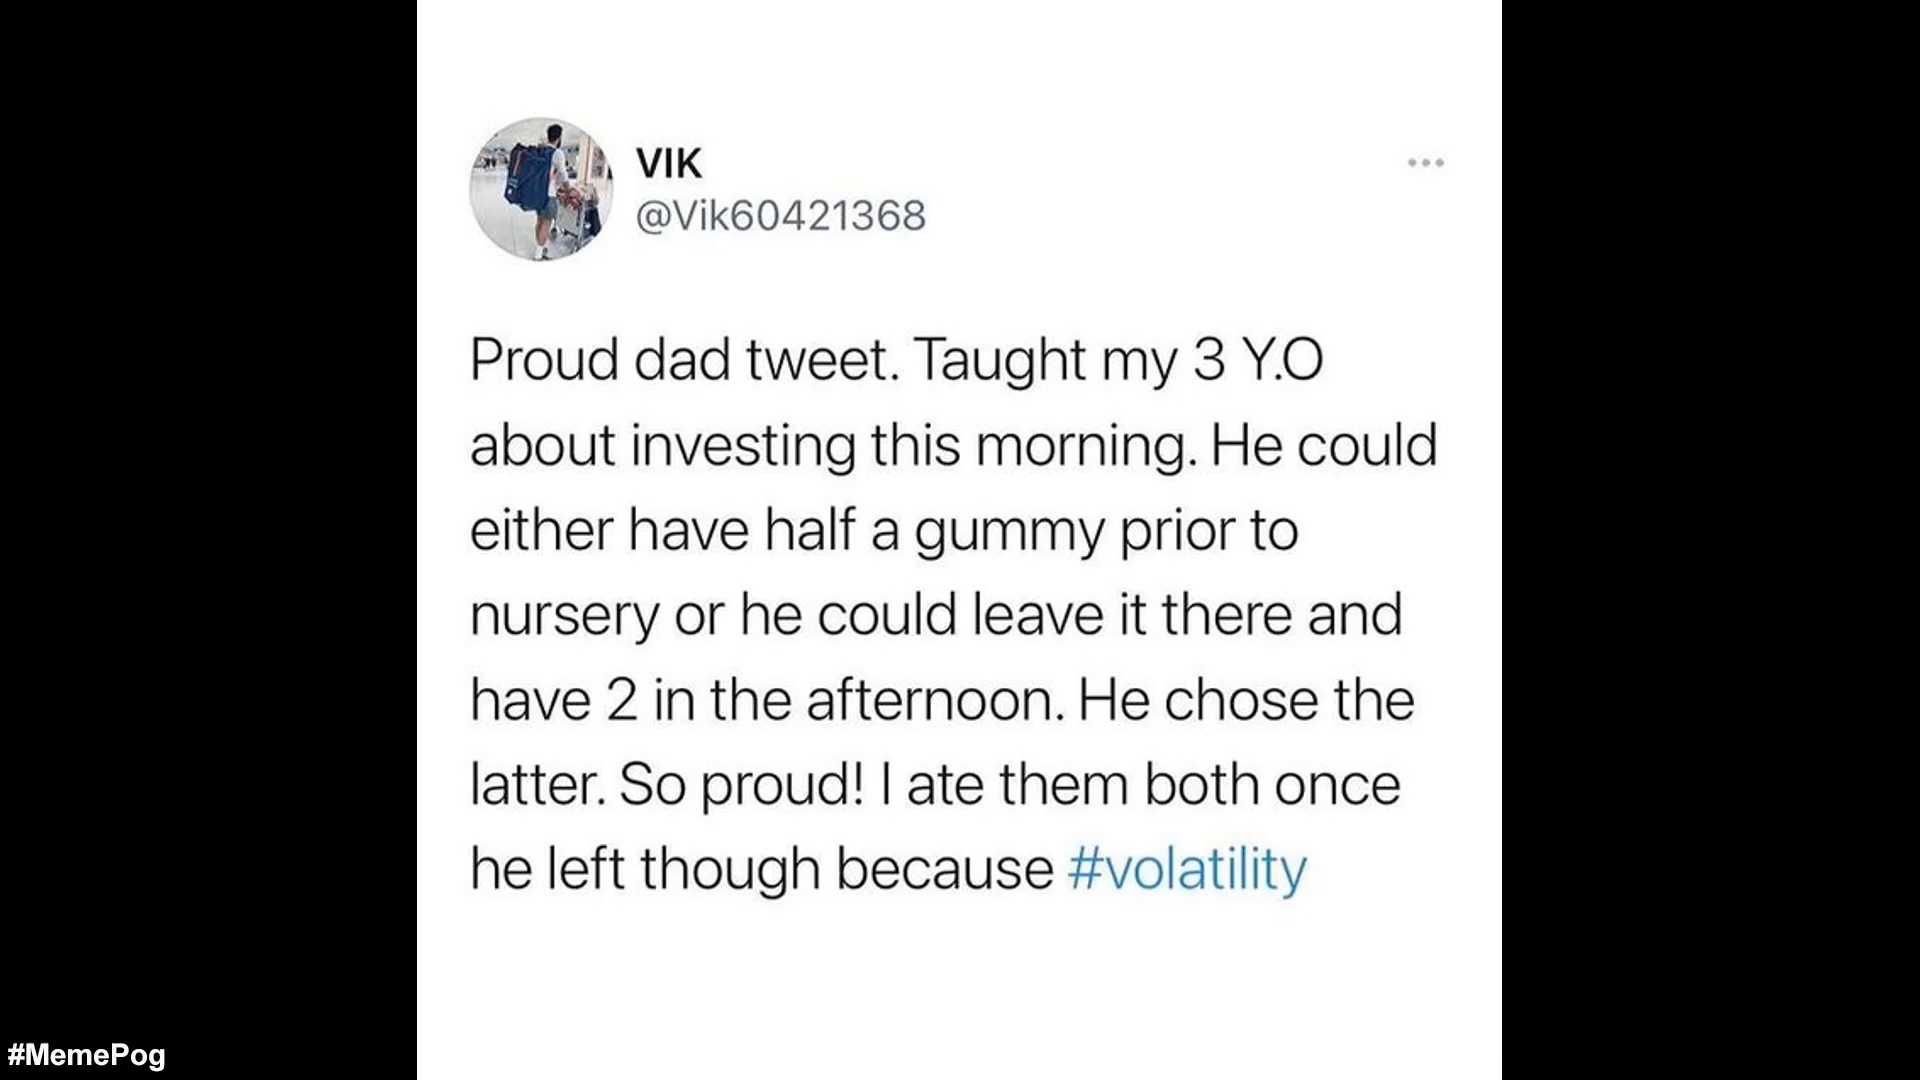 VIK
@Vik60421368
Proud dad tweet. Taught my 3 Y.O
about investing this morning. He could
either have half a gummy prior to
nursery or he could leave it there and
have 2 in the afternoon. He chose the
latter. So proud! I ate them both once
he left though because #volatility
#MemePog